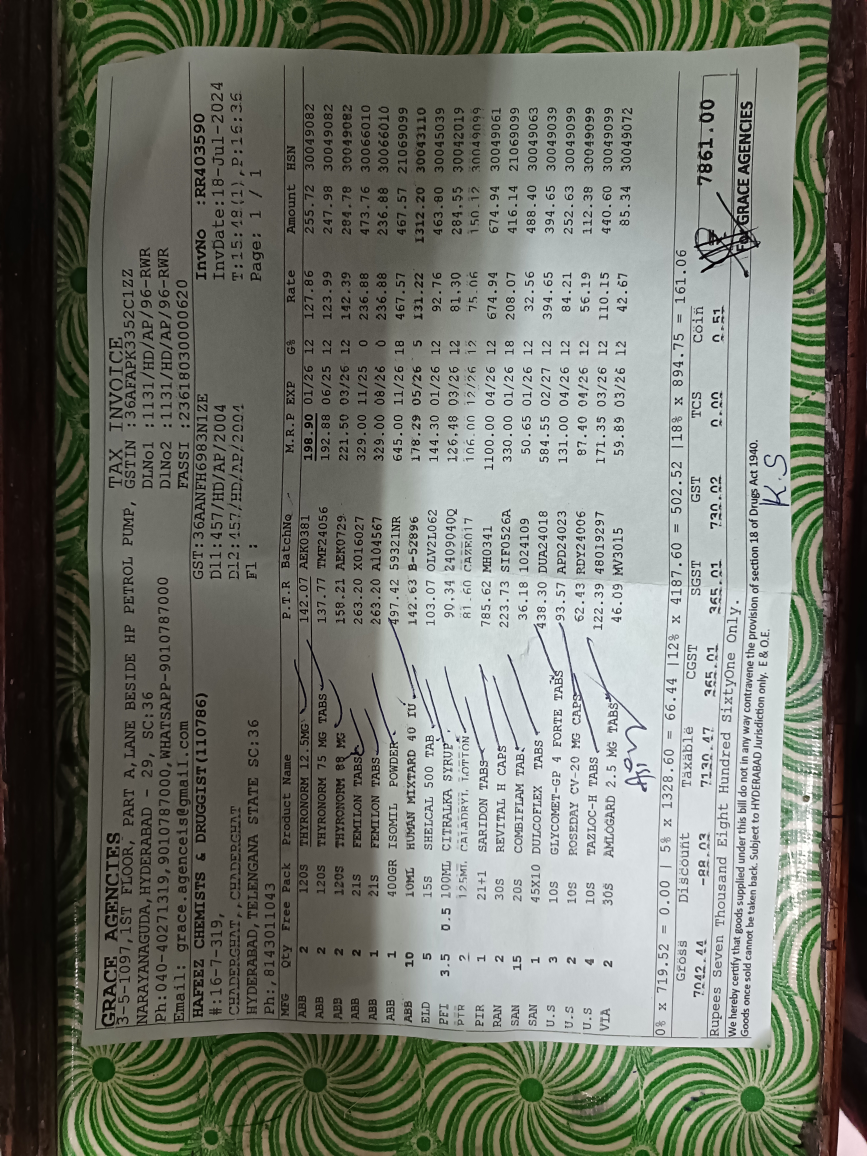 GRACE AGENCIES TAX INVOICE
3-5-1097,1ST FLOOR, PART A,LANE BESIDE HP PETROL PUMP, GSTIN :36AFAPK3352C1ZZ
NARAYANAGUDA,HYDERABAD - 29, SC:36 DLNo1 :1131/HD/AP/96-RWR
Ph:040-40271319,9010787000,WHATSAPP-9010787000 DLNo2 :1131/HD/AP/96-RWR
Email: grace.agencies@gmail.com FASSI :23618030000620
HAFEEZ CHEMISTS & DRUGGIST(110786) GST:36AANFH6983N1ZE InvNo :RR403590
#:16-7-319, D11:457/HD/AP/2004 InvDate:18-Jul-2024
CHADERGHAT,,CHADERGHAT D12:457/HD/AP/2004 T:15:48(1),P:16:36
HYDERABAD,TELENGANA STATE SC:36 F1 : Page: 1 / 1
Ph:,8143011043
MFG Qty Free Pack Product Name P.T.R BatchNo M.R.P EXP G% Rate Amount HSN
ABB 2 120S THYRONORM 12.5MG 142.07 AEK0381 198.90 01/26 12 127.86 255.72 30049082
ABB 2 120S THYRONORM 75 MG TABS 137.77 TMF24056 192.88 06/25 12 123.99 247.98 30049082
ABB 2 120S THYRONORM 88 MG 158.21 AEK0729 221.50 03/26 12 142.39 284.78 30049082
ABB 2 21S FEMILON TABS 263.20 X016027 329.00 11/25 0 236.88 473.76 30066010
ABB 1 21S FEMILON TABS 263.20 A104567 329.00 08/26 0 236.88 236.88 30066010
ABB 1 400GR ISOMIL POWDER 497.42 59321NR 645.00 11/26 18 467.57 467.57 21069099
ABB 10 10ML HUMAN MIXTARD 40 IU 142.63 B-52896 178.29 05/26 5 131.22 1312.20 30043110
ELD 5 15S SHELCAL 500 TAB 103.07 OLV2L062 144.30 01/26 12 92.76 463.80 30045039
PFI 3.5 0.5 100ML CITRALKA SYRUP 90.34 2409040Q 126.48 03/26 12 81.30 284.55 30042019
2 125ML CALADRYL LOTION 81.60 106.00 12/26 12 75.06 150.12 30049099
PIR 1 21+1 SARIDON TABS 785.62 MH0341 1100.00 04/26 12 674.94 674.94 30049061
RAN 2 30S REVITAL H CAPS 223.73 SIF0526A 330.00 01/26 18 208.07 416.14 21069099
SAN 15 20S COMBIFLAM TAB 36.18 1024109 50.65 01/26 12 32.56 488.40 30049063
SAN 1 45X10 DULCOFLEX TABS 438.30 DUA24018 584.55 02/27 12 394.65 394.65 30049039
U.S 3 10S GLYCOMET-GP 4 FORTE TABS 93.57 APD24023 131.00 04/26 12 84.21 252.63 30049099
U.S 2 10S ROSEDAY CV-20 MG CAPS 62.43 RDY24006 87.40 04/26 12 56.19 112.38 30049099
U.S 4 10S TAZLOC-H TABS 122.39 48019297 171.35 03/26 12 110.15 440.60 30049099
VIA 2 30S AMLOGARD 2.5 MG TABS 46.09 MV3015 59.89 03/26 12 42.67 85.34 30049072
0% x 719.52 = 0.00 | 5% x 1328.60 = 66.44 |12% x 4187.60 = 502.52 |18% x 894.75 = 161.06
Gross Discount Taxable CGST SGST GST TCS Coin
7042.44 -88.03 7130.47 365.01 365.01 730.02 0.00 0.51 7861.00
Rupees Seven Thousand Eight Hundred SixtyOne Only.
We hereby certify that goods supplied under this bill do not in any way contravene the provision of section 18 of Drugs Act 1940.
Goods once sold cannot be taken back. Subject to HYDERABAD Jurisdiction only. E & O.E. For GRACE AGENCIES
K.S